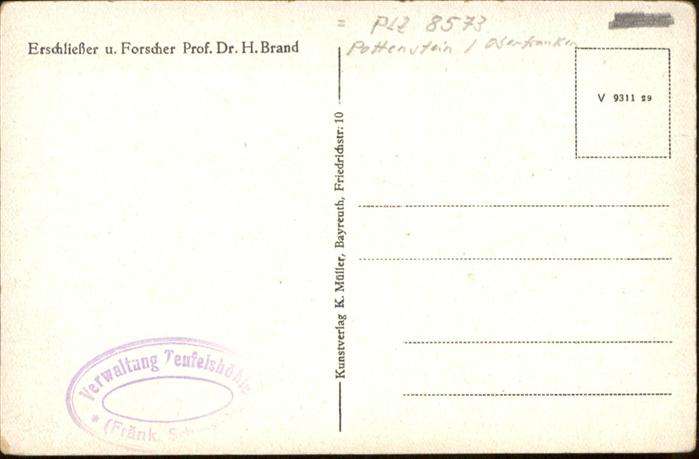 = PLZ 8573
Pottenstein / Oberfranken
Erschließer u. Forscher Prof. Dr. H. Brand
V 9311 29
Kunstverlag K. Müller, Bayreuth, Friedrichstr. 10
Verwaltung Teufelshöhle
* (Fränk.